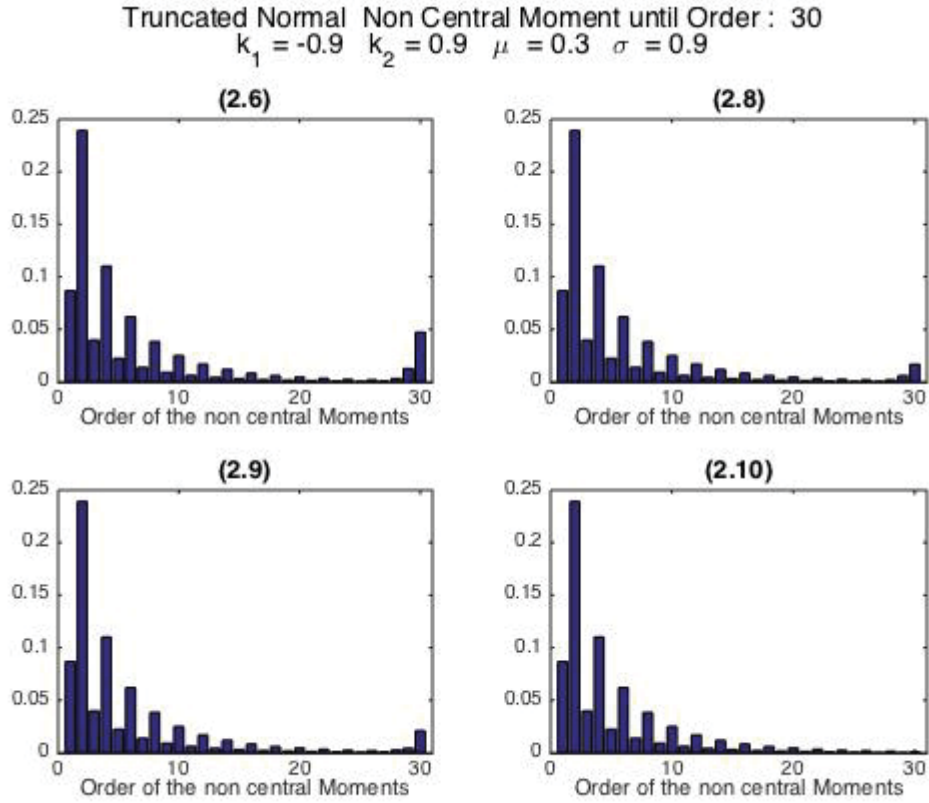 Truncated Normal Non Central Moment until Order : 30
k1 = -0.9 k2 = 0.9 μ = 0.3 σ = 0.9
(2.6)
0.25
0.2
0.15
0.1
0.05
0
0 10 20 30
Order of the non central Moments
(2.8)
0.25
0.2
0.15
0.1
0.05
0
0 10 20 30
Order of the non central Moments
(2.9)
0.25
0.2
0.15
0.1
0.05
0
0 10 20 30
Order of the non central Moments
(2.10)
0.25
0.2
0.15
0.1
0.05
0
0 10 20 30
Order of the non central Moments